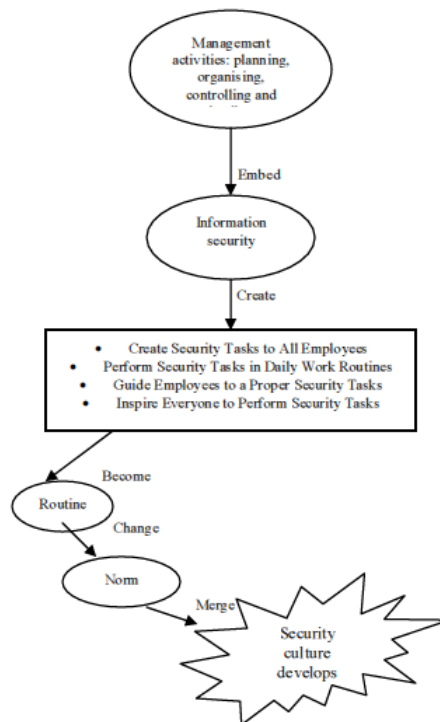 Management
activities: planning,
organising,
controlling and
Embed
Information
security
Create
• Create Security Tasks to All Employees
• Perform Security Tasks in Daily Work Routines
• Guide Employees to a Proper Security Tasks
• Inspire Everyone to Perform Security Tasks
Become
Routine
Change
Norm
Merge
Security
culture
develops